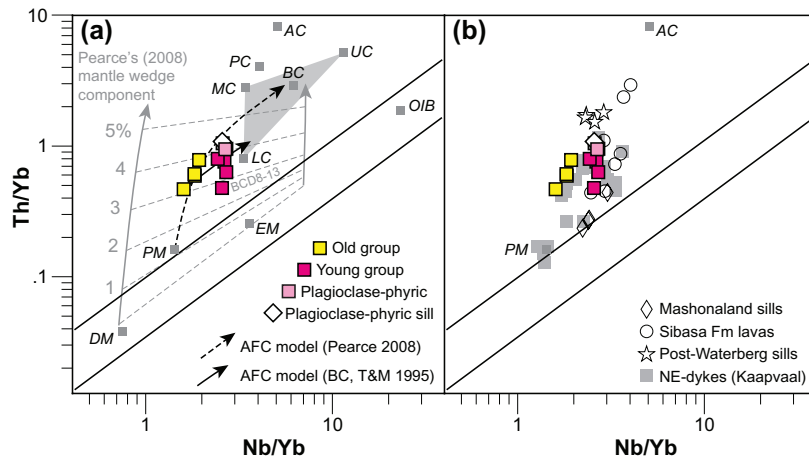 (a)
(b)
10
1
.1
Th/Yb
Pearce's (2008)
mantle wedge
component
5%
4
3
2
1
AC
PC
UC
BC
MC
LC
OIB
BCD8-13
EM
PM
DM
Old group
Young group
Plagioclase-phyric
Plagioclase-phyric sill
AFC model (Pearce 2008)
AFC model (BC, T&M 1995)
1
10
Nb/Yb
AC
PM
Mashonaland sills
Sibasa Fm lavas
Post-Waterberg sills
NE-dykes (Kaapvaal)
1
10
Nb/Yb